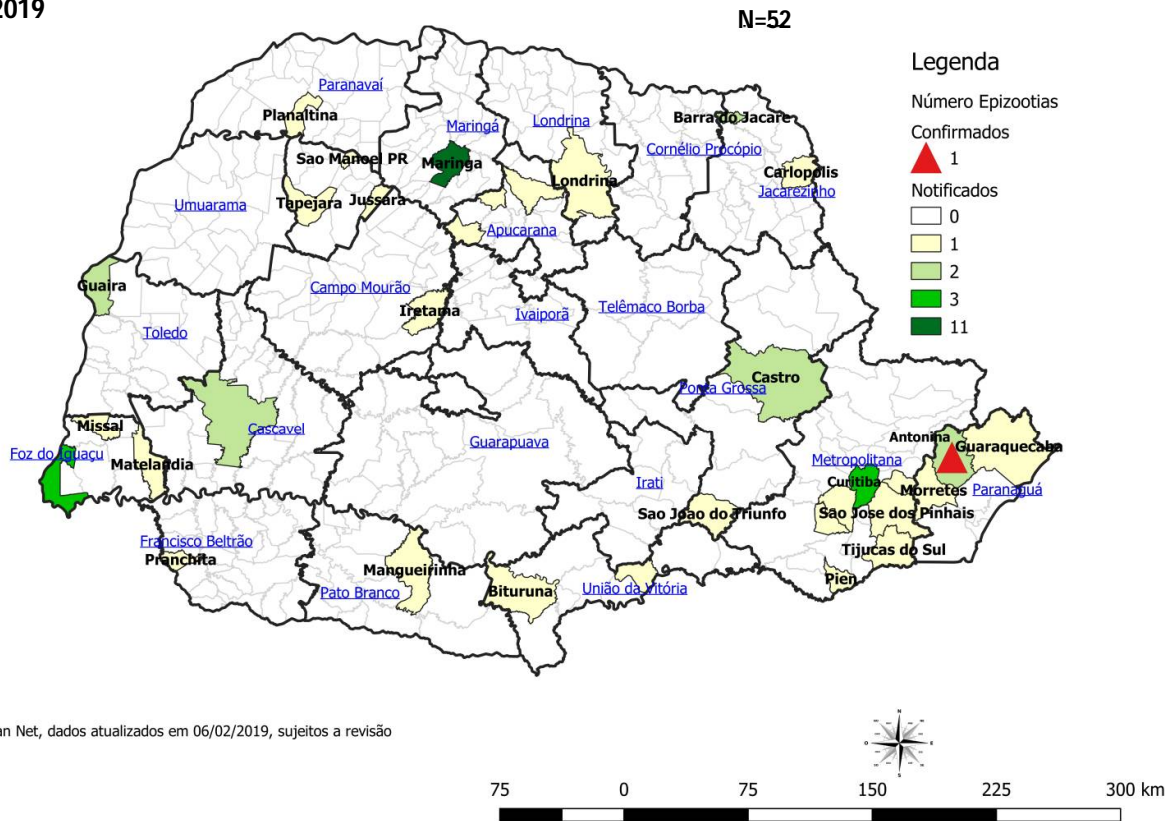 2019
N=52
Legenda
Número Epizootias
Confirmados
1
Notificados
0
1
2
3
11
Paranavaí
Planaltina
Maringá
Londrina
Barra do Jacare
Cornélio Procópio
Sao Manoel PR
Maringa
Londrina
Carlopolis
Jacarezinho
Umuarama
Tapejara
Jussara
Apucarana
Guaira
Campo Mourão
Iretama
Ivaiporã
Telêmaco Borba
Toledo
Castro
Ponta Grossa
Missal
Cascavel
Guarapuava
Antonina
Guaraquecaba
Foz do Iguaçu
Matelandia
Metropolitana
Irati
Curitiba
Morretes
Paranaguá
Sao Joao do Triunfo
Sao Jose dos Pinhais
Francisco Beltrão
Pranchita
Tijucas do Sul
Mangueirinha
Pien
Pato Branco
Bituruna
União da Vitória
an Net, dados atualizados em 06/02/2019, sujeitos a revisão
N
O
E
S
75 0 75 150 225 300 km